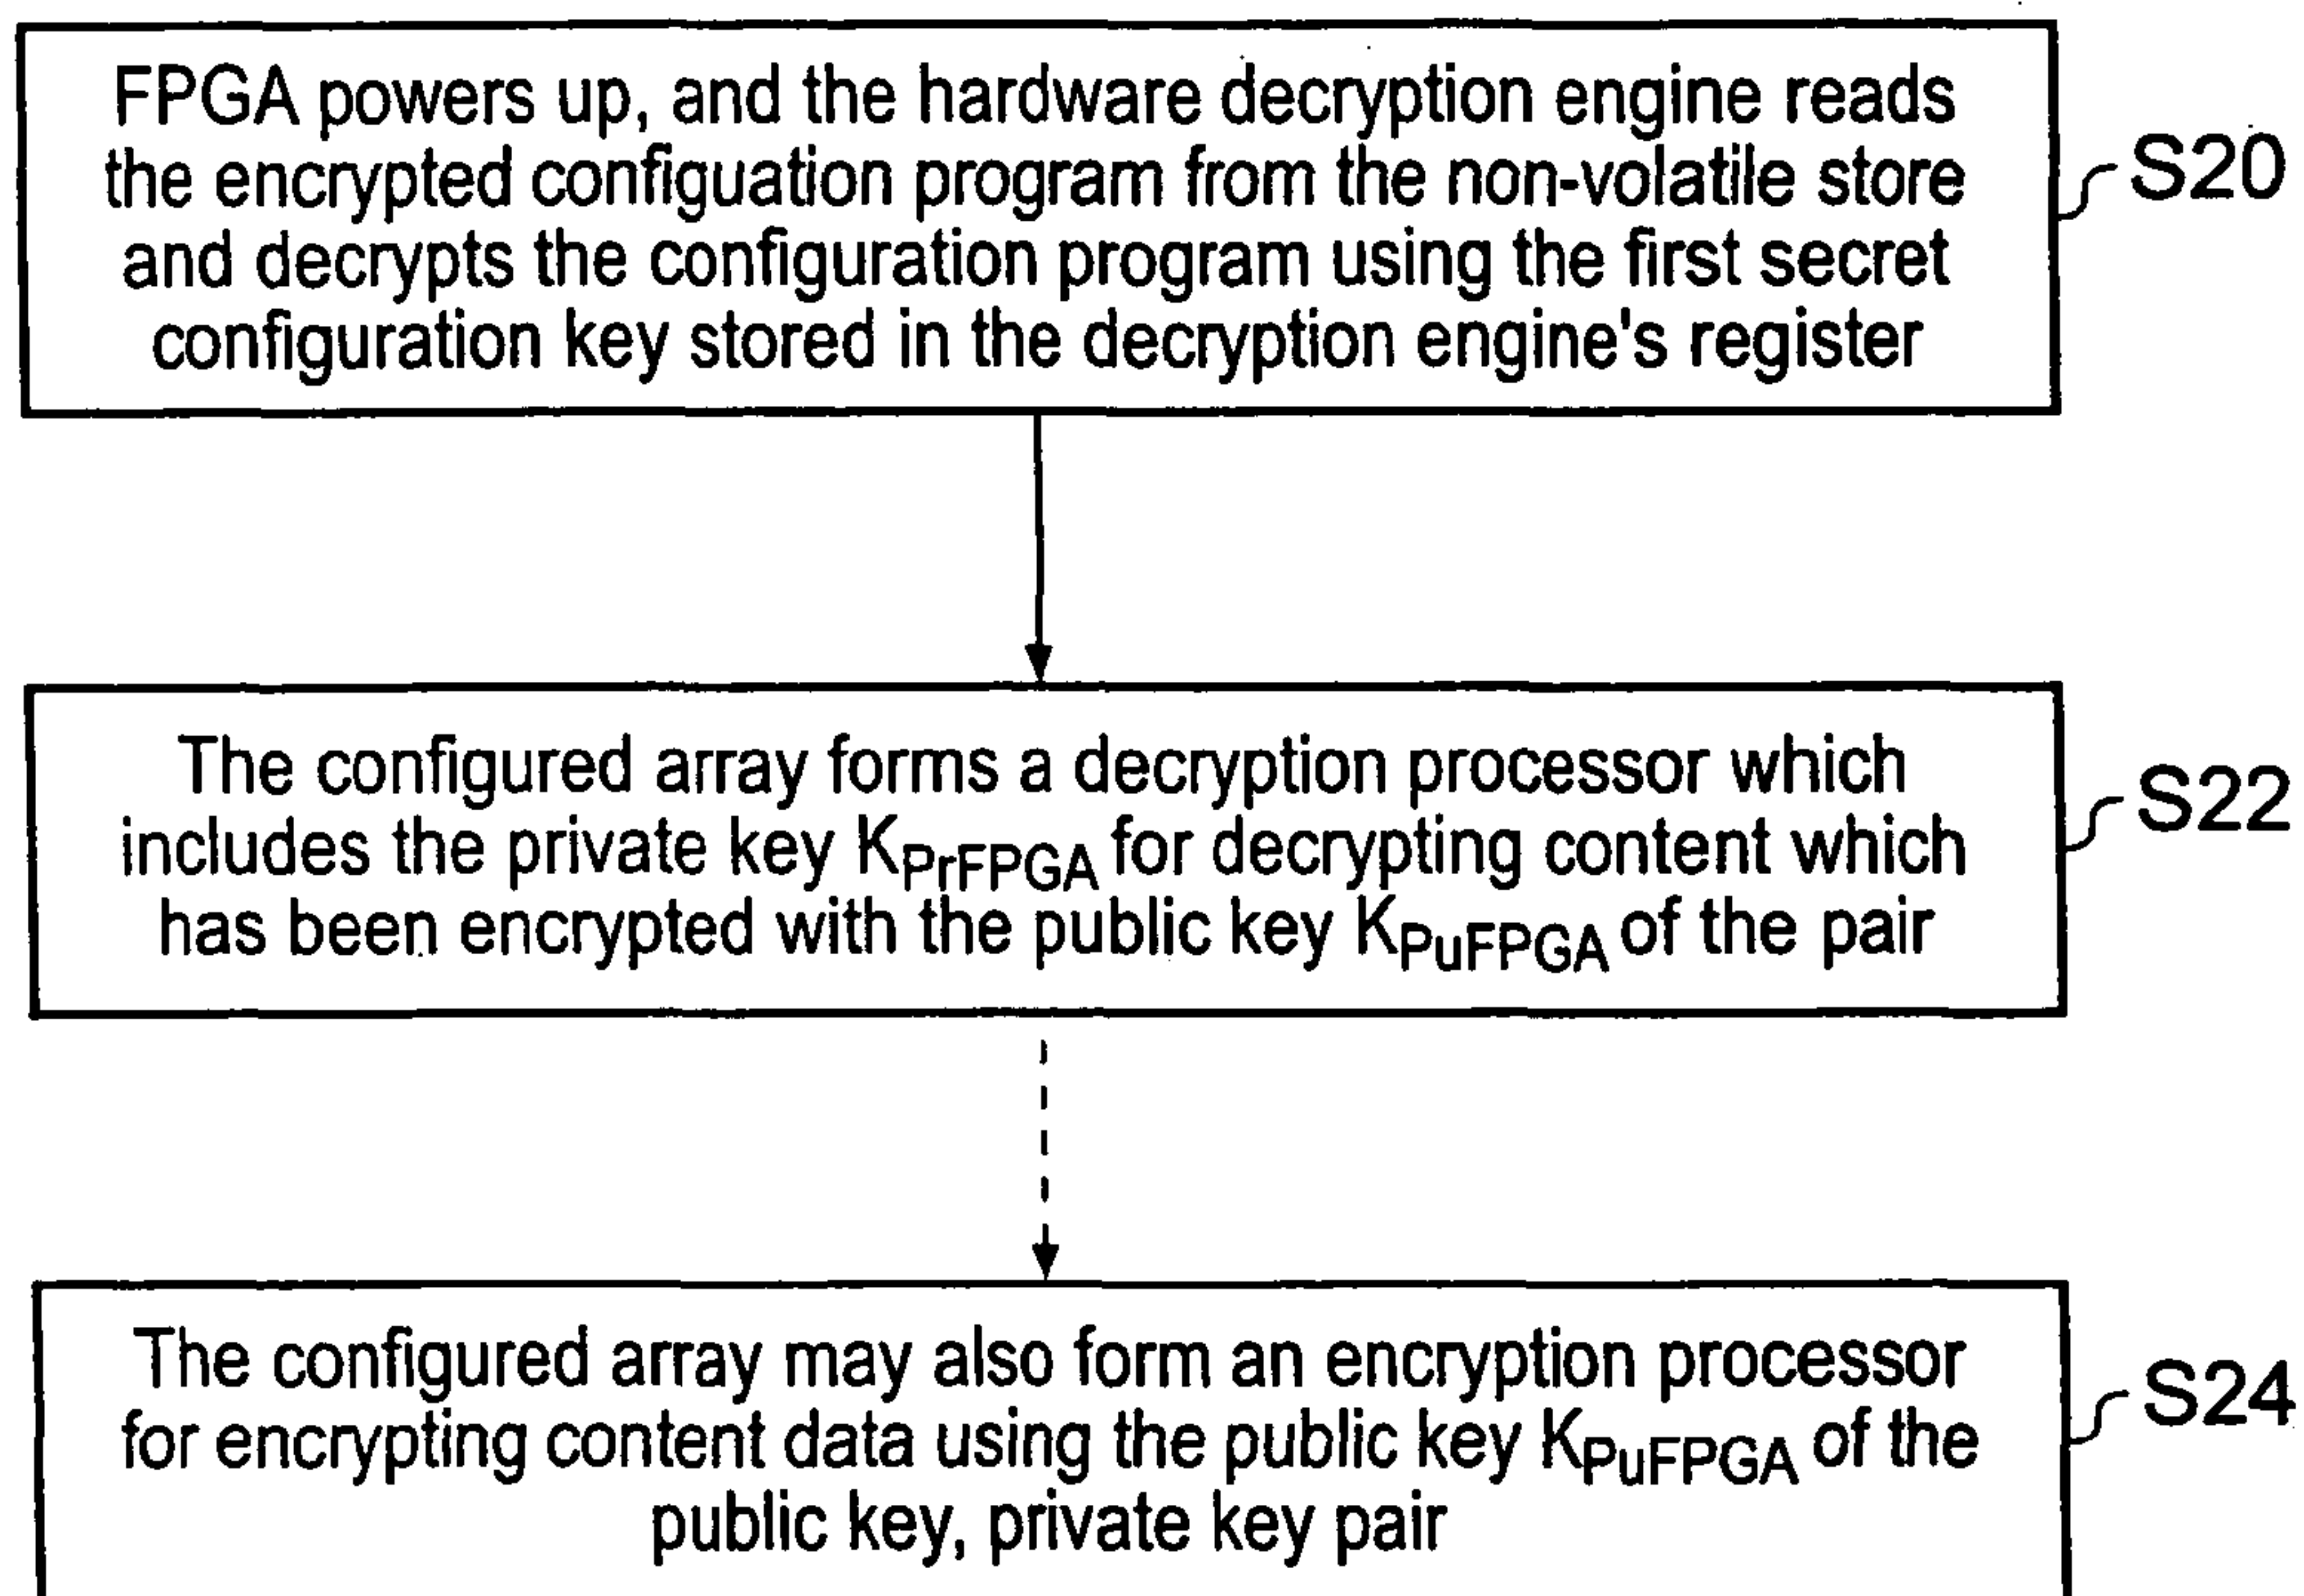 FPGA powers up, and the hardware decryption engine reads
the encrypted configuation program from the non-volatile store
and decrypts the configuration program using the first secret
configuration key stored in the decryption engine's register
S20
The configured array forms a decryption processor which
includes the private key KPrFPGA for decrypting content which
has been encrypted with the public key KPuFPGA of the pair
S22
The configured array may also form an encryption processor
for encrypting content data using the public key KPuFPGA of the
public key, private key pair
S24